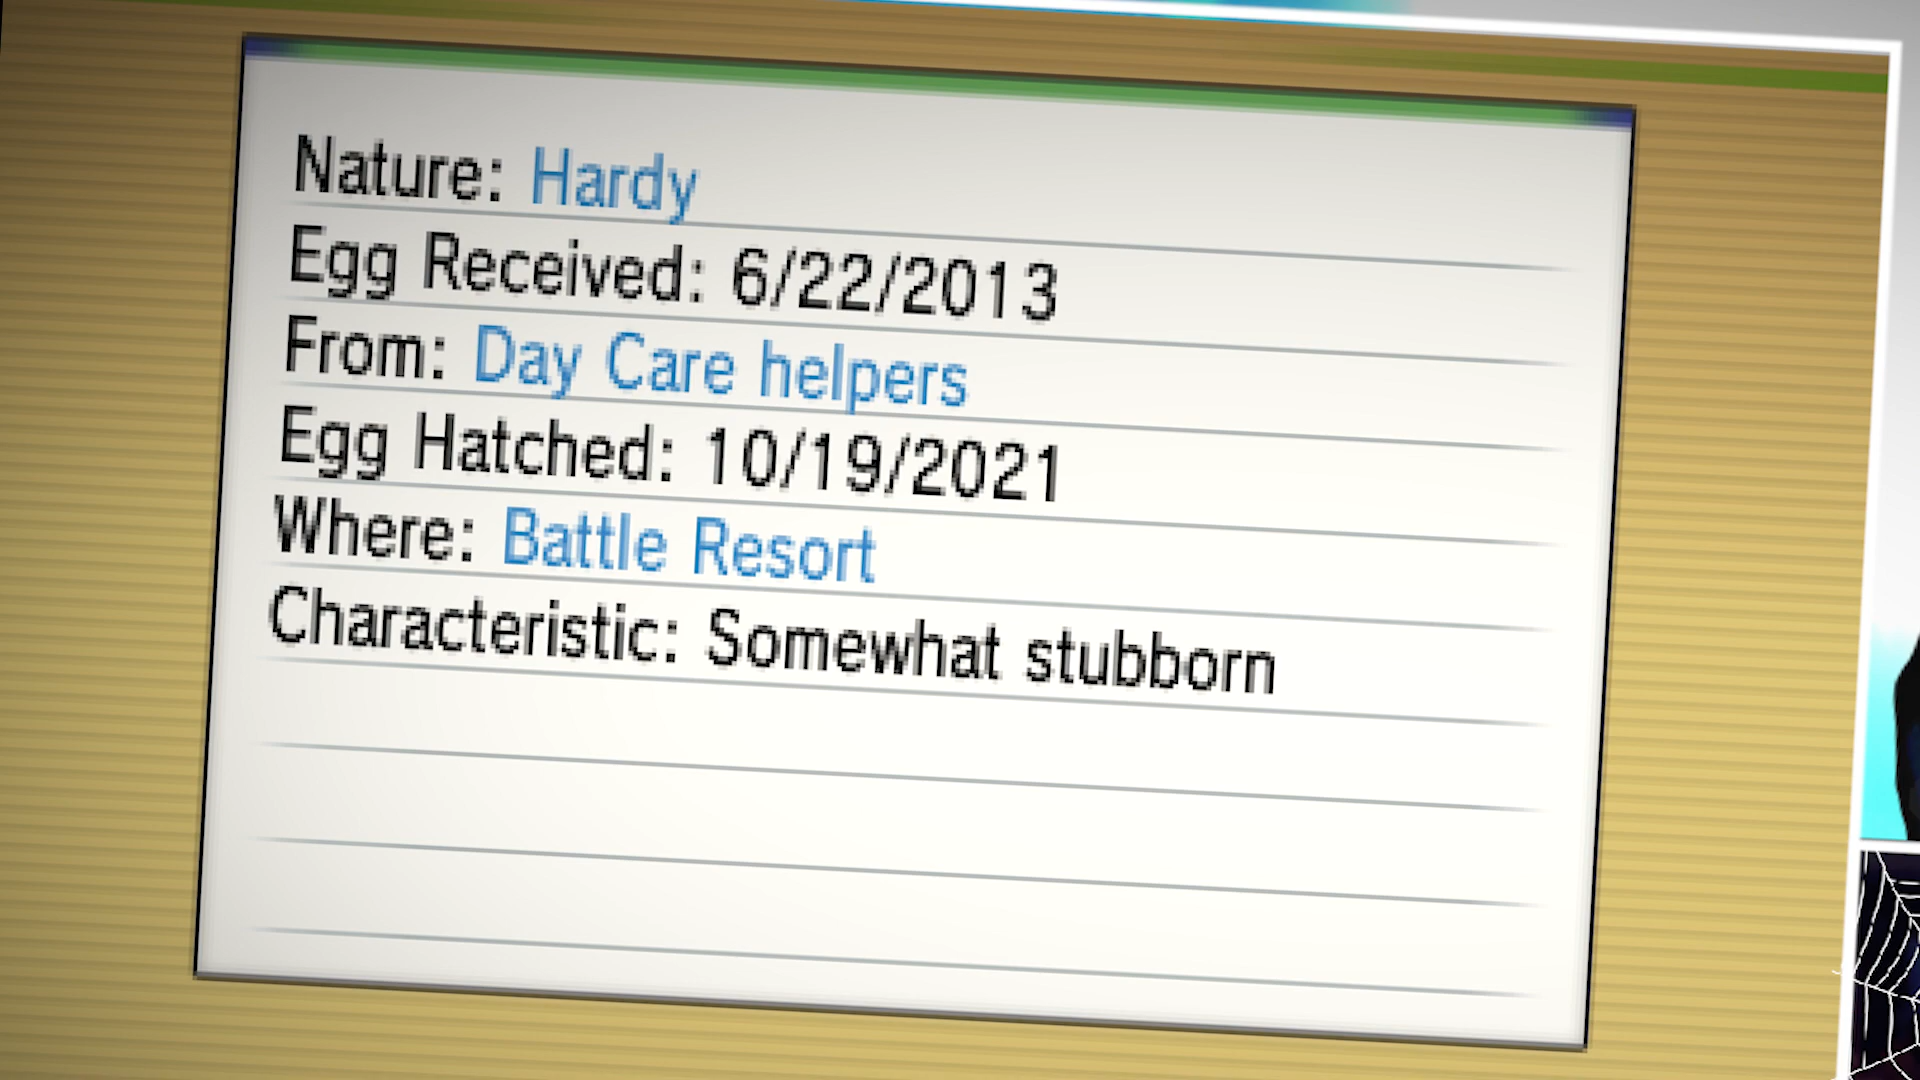 Nature: Hardy
Egg Received: 6/22/2013
From: Day Care helpers
Egg Hatched: 10/19/2021
Where: Battle Resort
Characteristic: Somewhat stubborn